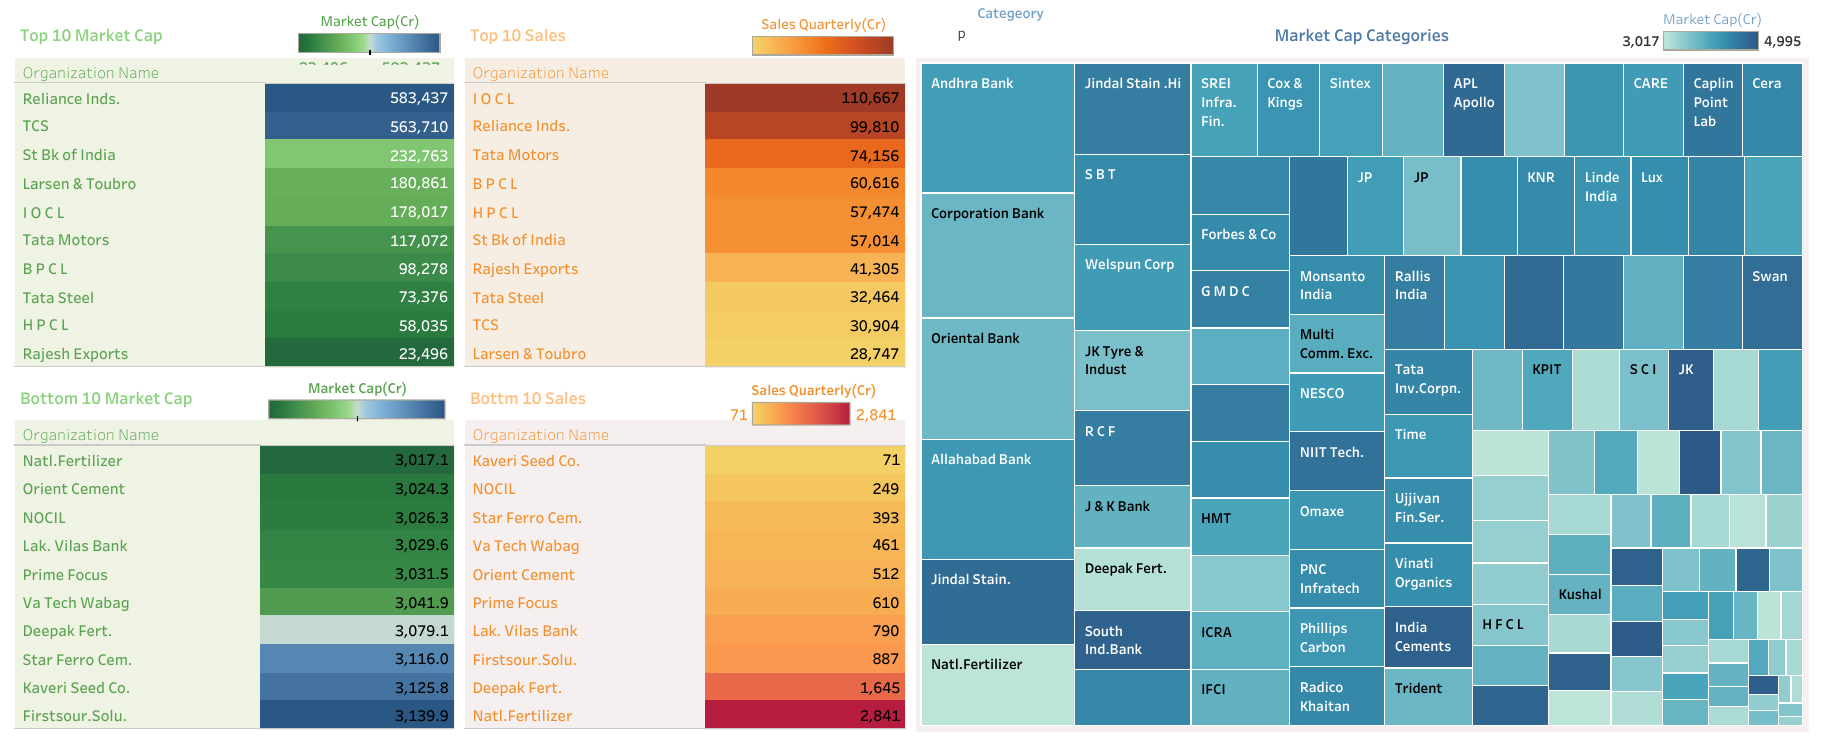 Top 10 Market Cap
Market Cap(Cr)
Organization Name
Reliance Inds. 583,437
TCS 563,710
St Bk of India 232,763
Larsen & Toubro 180,861
I O C L 178,017
Tata Motors 117,072
B P C L 98,278
Tata Steel 73,376
H P C L 58,035
Rajesh Exports 23,496
Top 10 Sales
Sales Quarterly(Cr)
Organization Name
I O C L 110,667
Reliance Inds. 99,810
Tata Motors 74,156
B P C L 60,616
H P C L 57,474
St Bk of India 57,014
Rajesh Exports 41,305
Tata Steel 32,464
TCS 30,904
Larsen & Toubro 28,747
Bottom 10 Market Cap
Market Cap(Cr)
Organization Name
Natl.Fertilizer 3,017.1
Orient Cement 3,024.3
NOCIL 3,026.3
Lak. Vilas Bank 3,029.6
Prime Focus 3,031.5
Va Tech Wabag 3,041.9
Deepak Fert. 3,079.1
Star Ferro Cem. 3,116.0
Kaveri Seed Co. 3,125.8
Firstsour.Solu. 3,139.9
Bottm 10 Sales
Sales Quarterly(Cr)
71 2,841
Organization Name
Kaveri Seed Co. 71
NOCIL 249
Star Ferro Cem. 393
Va Tech Wabag 461
Orient Cement 512
Prime Focus 610
Lak. Vilas Bank 790
Firstsour.Solu. 887
Deepak Fert. 1,645
Natl.Fertilizer 2,841
Categeory
p
Market Cap Categories
Market Cap(Cr)
3,017 4,995
Andhra Bank
Corporation Bank
Oriental Bank
Allahabad Bank
Jindal Stain.
Natl.Fertilizer
Jindal Stain .Hi
S B T
Welspun Corp
JK Tyre &
Indust
R C F
J & K Bank
Deepak Fert.
South
Ind.Bank
SREI
Infra.
Fin.
Cox &
Kings
Sintex
APL
Apollo
CARE
Caplin
Point
Lab
Cera
Forbes & Co
G M D C
HMT
ICRA
IFCI
JP
JP
KNR
Linde
India
Lux
Monsanto
India
Multi
Comm. Exc.
NESCO
NIIT Tech.
Omaxe
PNC
Infratech
Phillips
Carbon
Radico
Khaitan
Rallis
India
Swan
Tata
Inv.Corpn.
Time
Ujjivan
Fin.Ser.
Vinati
Organics
India
Cements
Trident
KPIT
S C I
JK
H F C L
Kushal